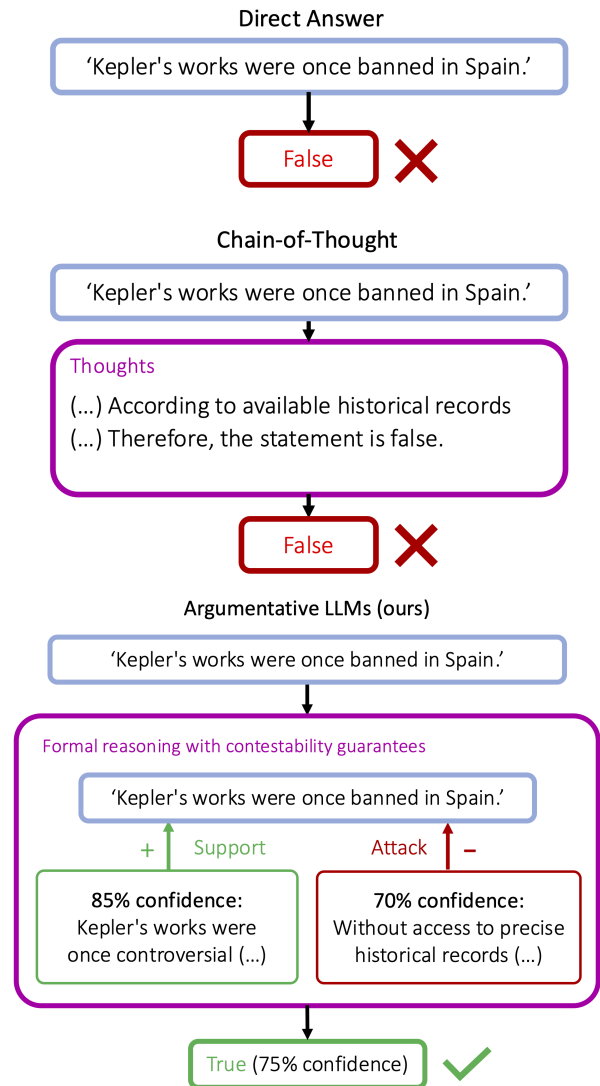 Direct Answer
‘Kepler's works were once banned in Spain.’
False
Chain-of-Thought
‘Kepler's works were once banned in Spain.’
Thoughts
(...) According to available historical records
(...) Therefore, the statement is false.
False
Argumentative LLMs (ours)
‘Kepler's works were once banned in Spain.’
Formal reasoning with contestability guarantees
‘Kepler's works were once banned in Spain.’
+ Support
Attack –
85% confidence:
Kepler's works were
once controversial (...)
70% confidence:
Without access to precise
historical records (...)
True (75% confidence)